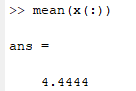 >> mean(x(:))
ans =
4.4444